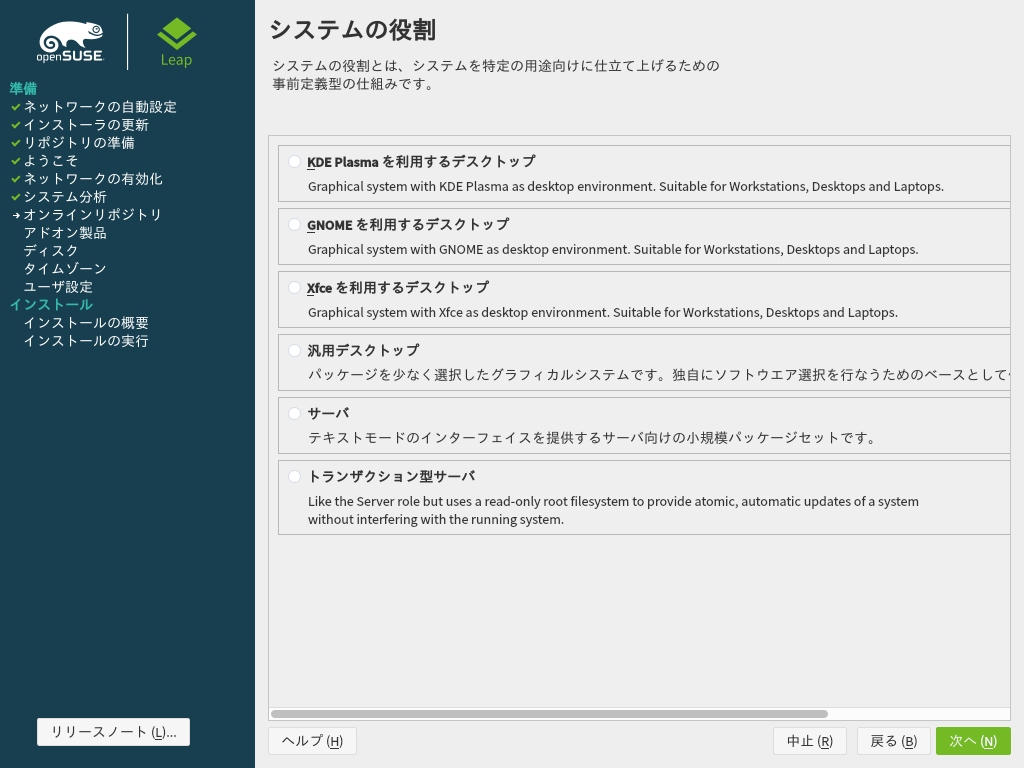 openSUSE
Leap
準備
ネットワークの自動設定
インストーラの更新
リポジトリの準備
ようこそ
ネットワークの有効化
システム分析
オンラインリポジトリ
アドオン製品
ディスク
タイムゾーン
ユーザ設定
インストール
インストールの概要
インストールの実行
リリースノート (L)...
システムの役割
システムの役割とは、システムを特定の用途向けに仕立て上げるための
事前定義型の仕組みです。
KDE Plasma を利用するデスクトップ
Graphical system with KDE Plasma as desktop environment. Suitable for Workstations, Desktops and Laptops.
GNOME を利用するデスクトップ
Graphical system with GNOME as desktop environment. Suitable for Workstations, Desktops and Laptops.
Xfce を利用するデスクトップ
Graphical system with Xfce as desktop environment. Suitable for Workstations, Desktops and Laptops.
汎用デスクトップ
パッケージを少なく選択したグラフィカルシステムです。独自にソフトウエア選択を行なうためのベースとして
サーバ
テキストモードのインターフェイスを提供するサーバ向けの小規模パッケージセットです。
トランザクション型サーバ
Like the Server role but uses a read-only root filesystem to provide atomic, automatic updates of a system
without interfering with the running system.
ヘルプ (H)
中止 (R)
戻る (B)
次へ (N)